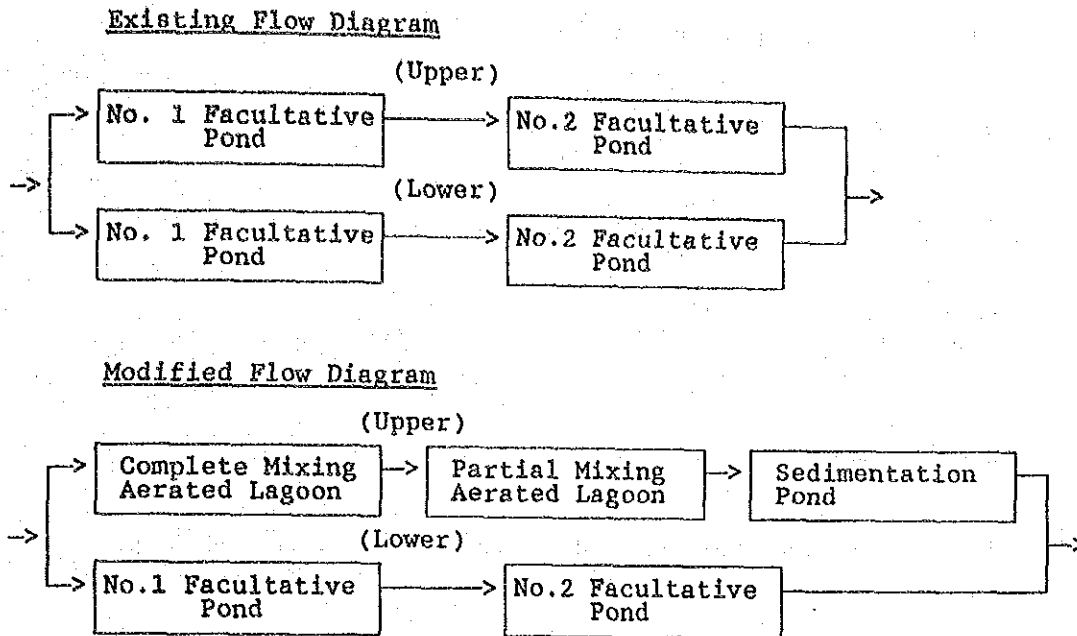 Existing Flow Diagram
(Upper)
No. 1 Facultative
Pond
No.2 Facultative
Pond
(Lower)
No. 1 Facultative
Pond
No.2 Facultative
Pond
Modified Flow Diagram
(Upper)
Complete Mixing
Aerated Lagoon
Partial Mixing
Aerated Lagoon
Sedimentation
Pond
(Lower)
No.1 Facultative
Pond
No.2 Facultative
Pond